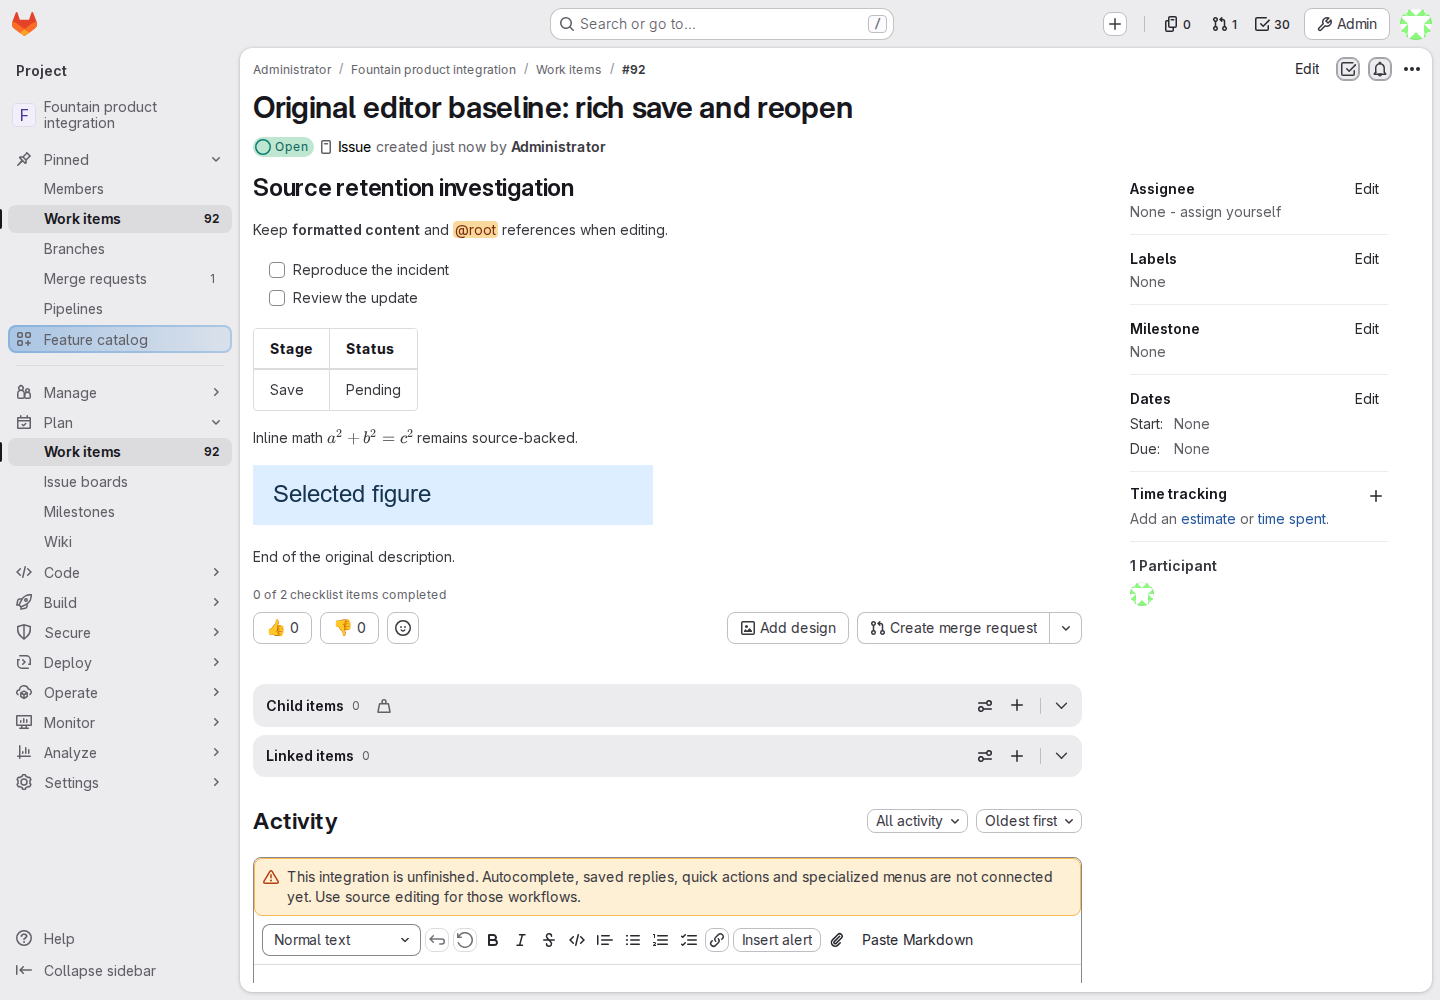 Search or go to...
/
0
1
30
Admin
Project
F
Fountain product
integration
Pinned
Members
Work items
92
Branches
Merge requests
1
Pipelines
Feature catalog
Manage
Plan
Work items
92
Issue boards
Milestones
Wiki
Code
Build
Secure
Deploy
Operate
Monitor
Analyze
Settings
Help
Collapse sidebar
Administrator / Fountain product integration / Work items / #92
Edit
Original editor baseline: rich save and reopen
Open Issue created just now by Administrator
Source retention investigation
Keep formatted content and @root references when editing.
Reproduce the incident
Review the update
Stage Status
Save Pending
Inline math a² + b² = c² remains source-backed.
Selected figure
End of the original description.
0 of 2 checklist items completed
👍 0
👎 0
Add design
Create merge request
Child items 0
Linked items 0
Activity
All activity
Oldest first
This integration is unfinished. Autocomplete, saved replies, quick actions and specialized menus are not connected
yet. Use source editing for those workflows.
Normal text
Insert alert
Paste Markdown
Assignee
Edit
None - assign yourself
Labels
Edit
None
Milestone
Edit
None
Dates
Edit
Start: None
Due: None
Time tracking
Add an estimate or time spent.
1 Participant